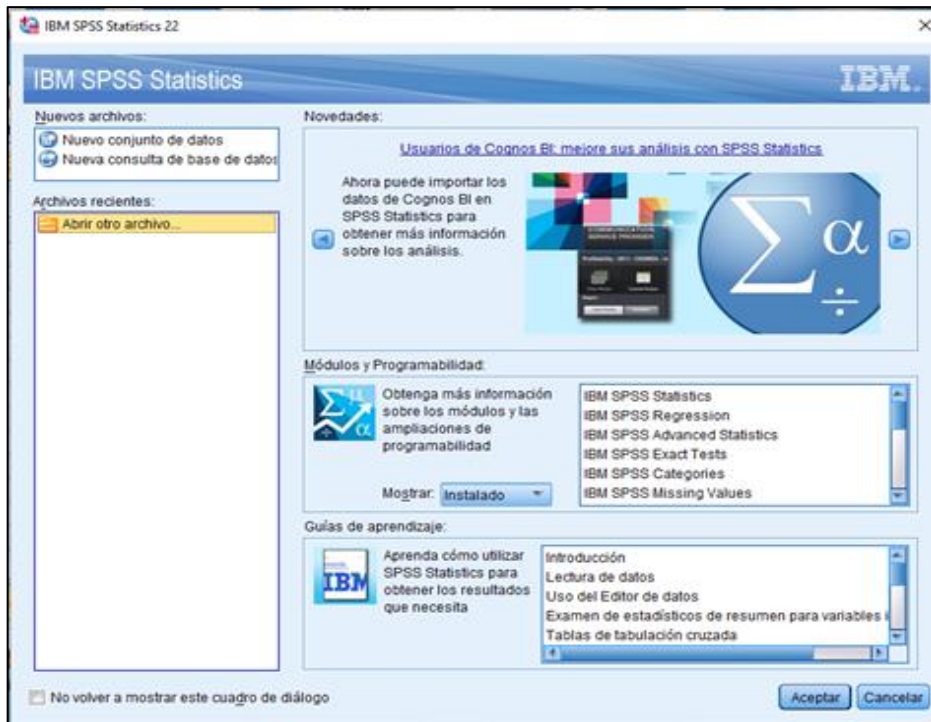 IBM SPSS Statistics 22
IBM SPSS Statistics
IBM.
Nuevos archivos:
Nuevo conjunto de datos
Nueva consulta de base de datos
Archivos recientes:
Abrir otro archivo...
Novedades:
Usuarios de Cognos BI: mejore sus análisis con SPSS Statistics
Ahora puede importar los
datos de Cognos BI en
SPSS Statistics para
obtener más información
sobre los análisis.
COMMUNICATION
SERVICE PROVIDER
Σ α ÷
Módulos y Programabilidad:
Obtenga más información
sobre los módulos y las
ampliaciones de
programabilidad
Mostrar: Instalado
IBM SPSS Statistics
IBM SPSS Regression
IBM SPSS Advanced Statistics
IBM SPSS Exact Tests
IBM SPSS Categories
IBM SPSS Missing Values
Guías de aprendizaje:
IBM
Aprenda cómo utilizar
SPSS Statistics para
obtener los resultados
que necesita
Introducción
Lectura de datos
Uso del Editor de datos
Examen de estadísticos de resumen para variables i
Tablas de tabulación cruzada
No volver a mostrar este cuadro de diálogo
Aceptar
Cancelar